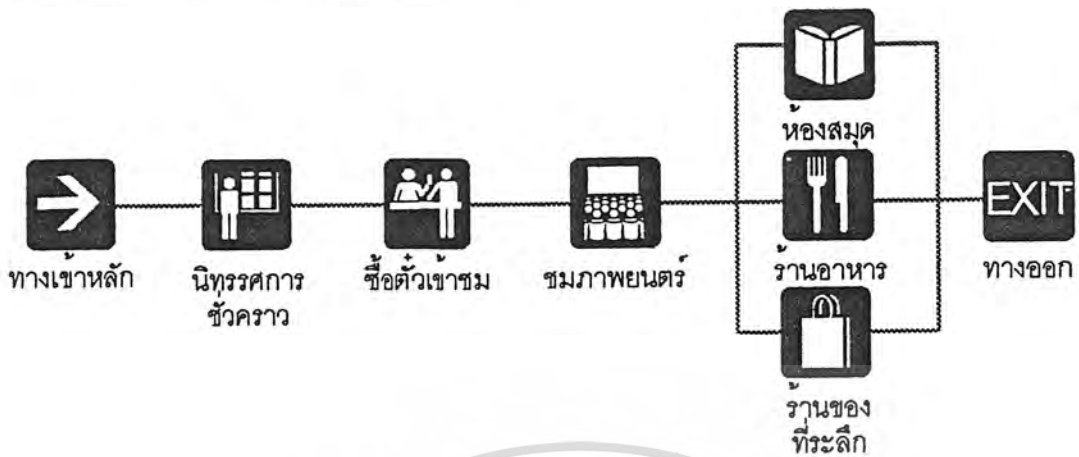 ห้องสมุด
EXIT
ทางเข้าหลัก
นิทรรศการ
ชั่วคราว
ซื้อตั๋วเข้าชม
ชมภาพยนตร์
ร้านอาหาร
ทางออก
ร้านของ
ที่ระลึก